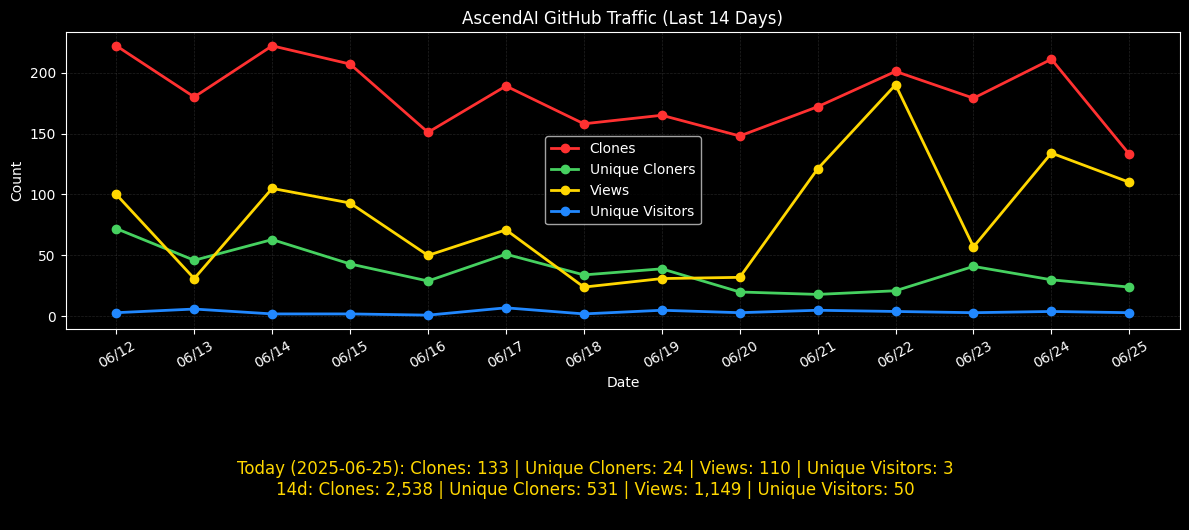 AscendAI GitHub Traffic (Last 14 Days)
200
150
100
50
0
Count
Clones
Unique Cloners
Views
Unique Visitors
06/12 06/13 06/14 06/15 06/16 06/17 06/18 06/19 06/20 06/21 06/22 06/23 06/24 06/25
Date
Today (2025-06-25): Clones: 133 | Unique Cloners: 24 | Views: 110 | Unique Visitors: 3
14d: Clones: 2,538 | Unique Cloners: 531 | Views: 1,149 | Unique Visitors: 50